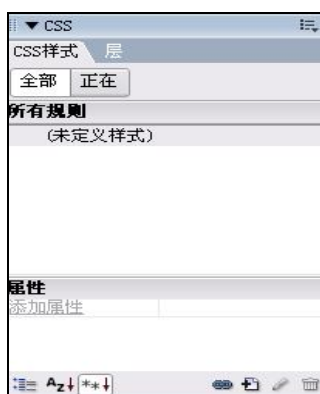 CSS
CSS样式 层
全部 正在
所有规则
(未定义样式)
属性
添加属性
Az